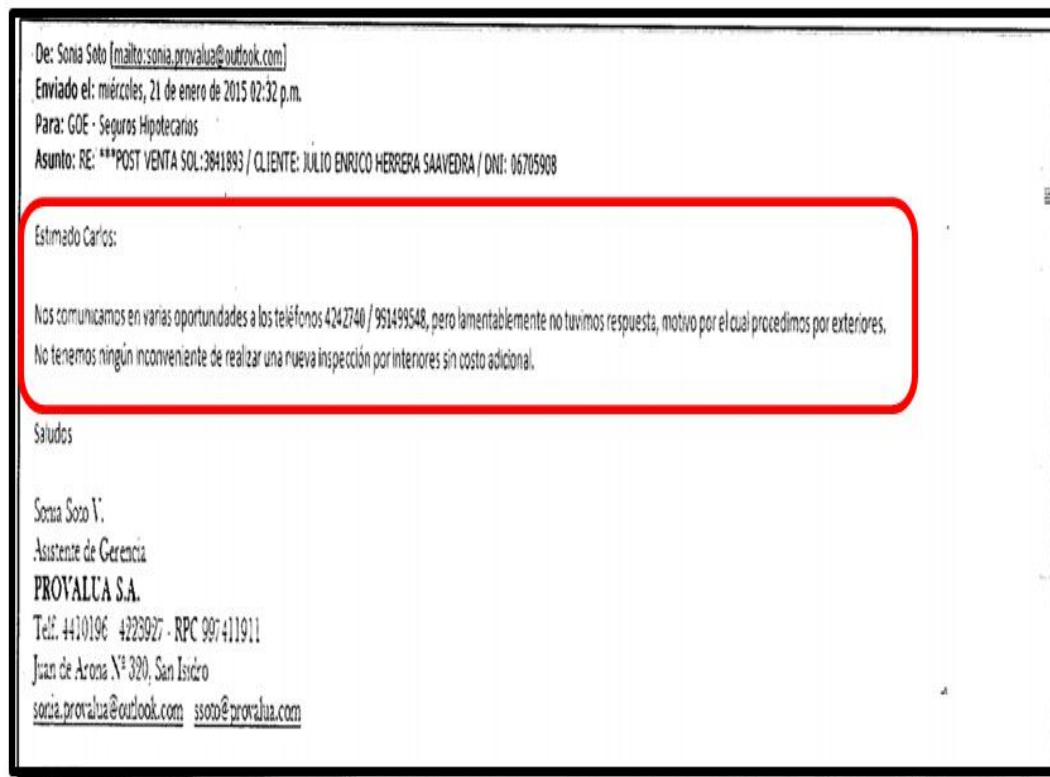 De: Sonia Soto [mailto:sonia.provalua@outlook.com]
Enviado el: miércoles, 21 de enero de 2015 02:32 p.m.
Para: GOE - Seguros Hipotecarios
Asunto: RE: ***POST VENTA SOL:3841893 / CLIENTE: JULIO ENRICO HERRERA SAAVEDRA / DNI: 06705908
Estimado Carlos:
Nos comunicamos en varias oportunidades a los teléfonos 4242740 / 991499548, pero lamentablemente no tuvimos respuesta, motivo por el cual procedimos por exteriores.
No tenemos ningún inconveniente de realizar una nueva inspección por interiores sin costo adicional.
Saludos
Sonia Soto V.
Asistente de Gerencia
PROVALUA S.A.
Telf. 4410196 4223927 - RPC 997411911
Juan de Arona Nº 320, San Isidro
sonia.provalua@outlook.com ssoto@provalua.com